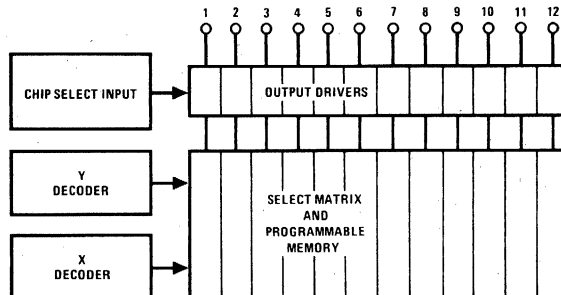 1 2 3 4 5 6 7 8 9 10 11 12
CHIP SELECT INPUT
OUTPUT DRIVERS
Y
DECODER
SELECT MATRIX
AND
PROGRAMMABLE
MEMORY
X
DECODER